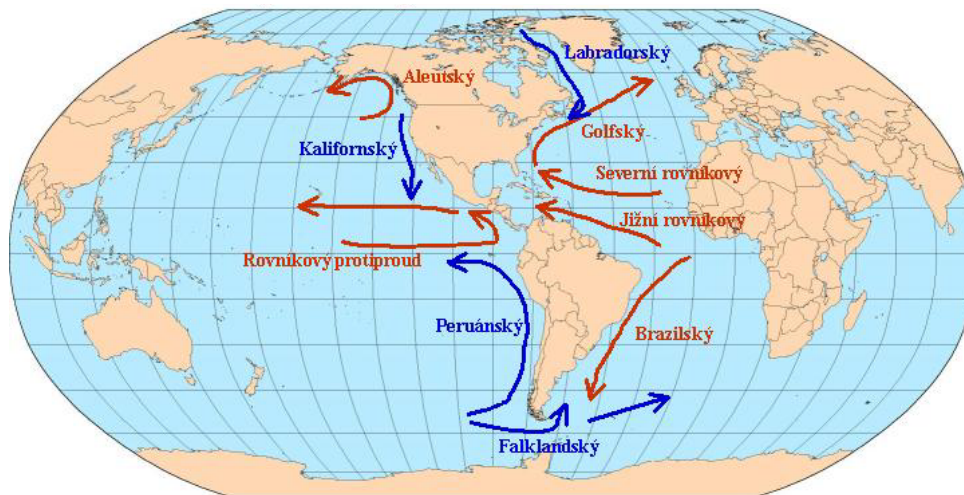 Labradorský
Aleutský
Golfský
Kalifornský
Severní rovníkový
Jižní rovníkový
Rovníkový protiproud
Peruánský
Brazilský
Falklandský